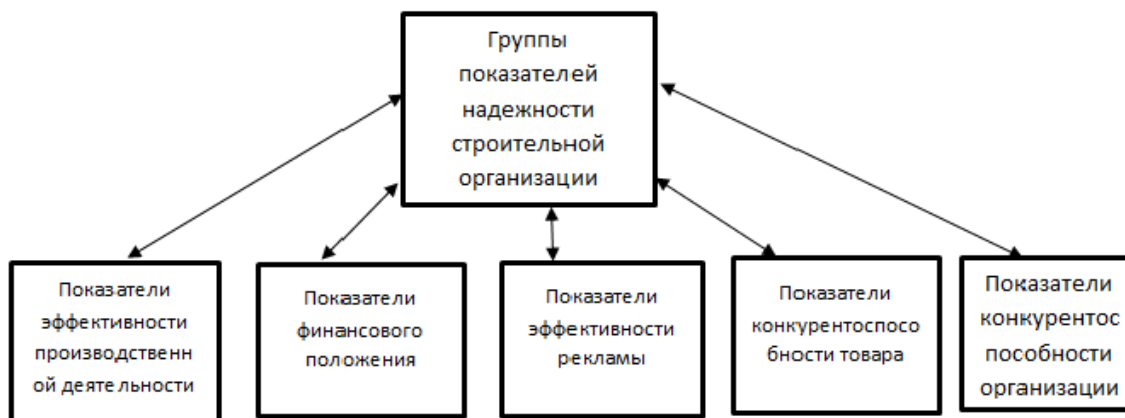 Группы
показателей
надежности
строительной
организации
Показатели
эффективности
производственн
ой деятельности
Показатели
финансового
положения
Показатели
эффективности
рекламы
Показатели
конкурентоспосо
бности товара
Показатели
конкурентос
пособности
организации